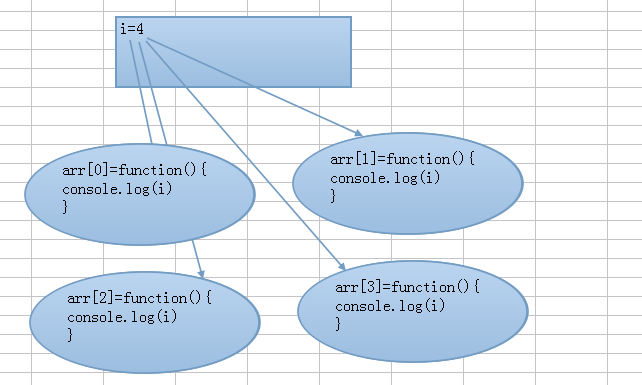 i=4
arr[0]=function(){
console.log(i)
}
arr[1]=function(){
console.log(i)
}
arr[2]=function(){
console.log(i)
}
arr[3]=function(){
console.log(i)
}